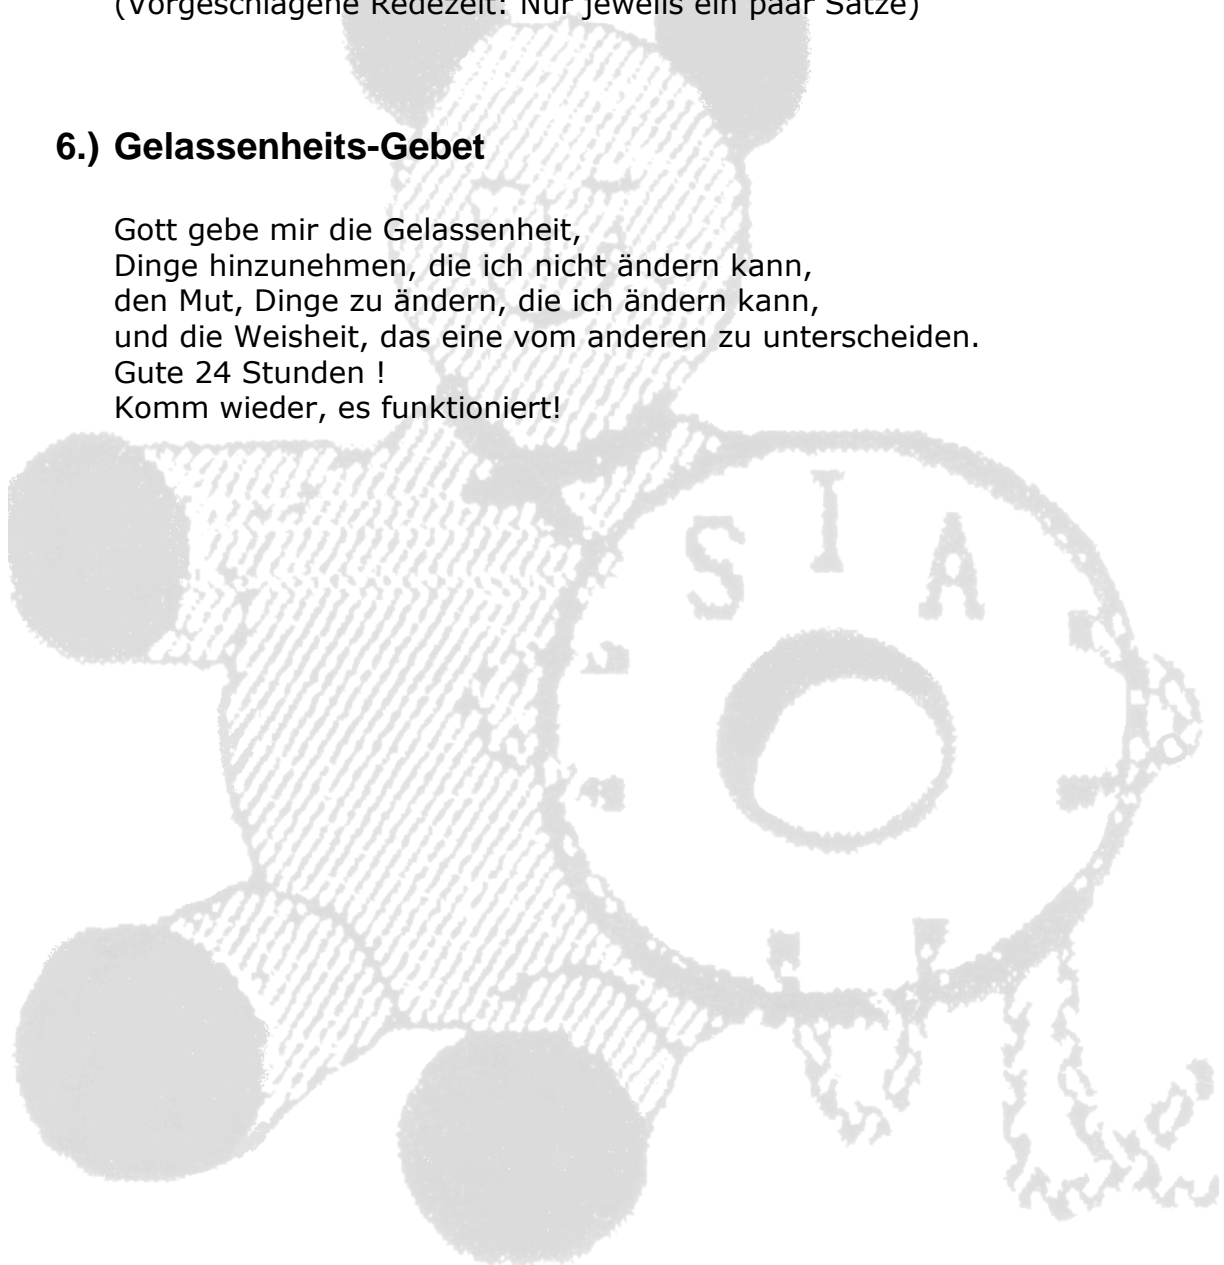 (Vorgeschlagene Redezeit: Nur jeweils ein paar Sätze)
6.) Gelassenheits-Gebet
Gott gebe mir die Gelassenheit,
Dinge hinzunehmen, die ich nicht ändern kann,
den Mut, Dinge zu ändern, die ich ändern kann,
und die Weisheit, das eine vom anderen zu unterscheiden.
Gute 24 Stunden !
Komm wieder, es funktioniert!
S I A